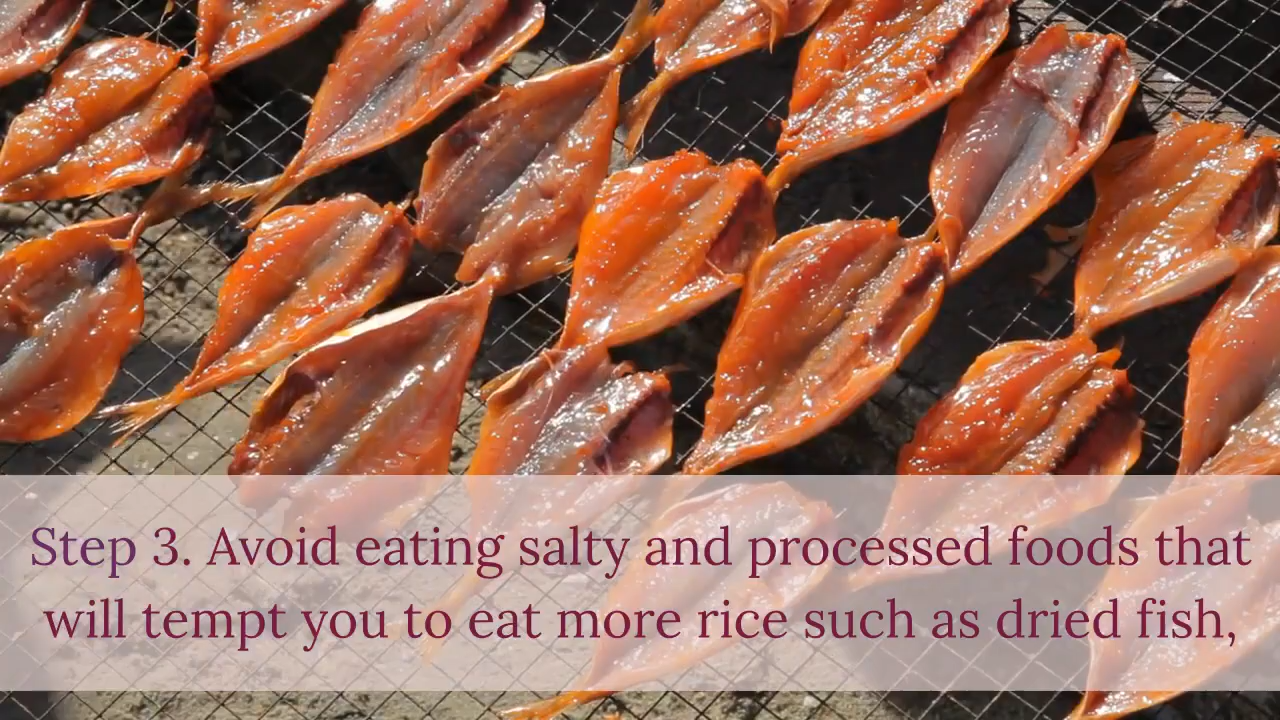 Step 3. Avoid eating salty and processed foods that
will tempt you to eat more rice such as dried fish,